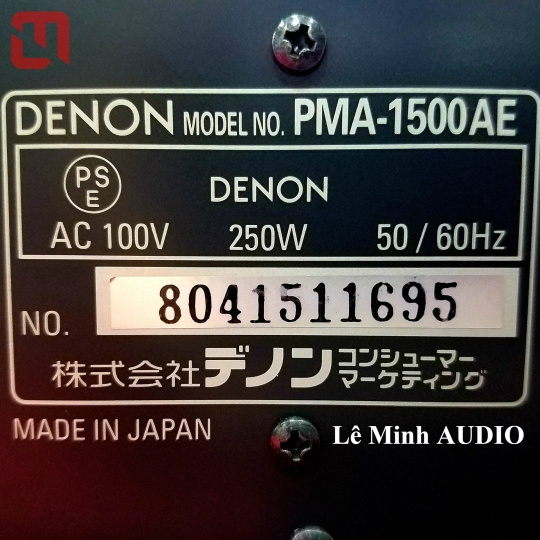 DENON MODEL NO. PMA-1500AE
PS
E
DENON
AC 100V 250W 50 / 60Hz
NO. 8041511695
株式会社デノン コンシューマー
マーケティング
MADE IN JAPAN
Lê Minh AUDIO